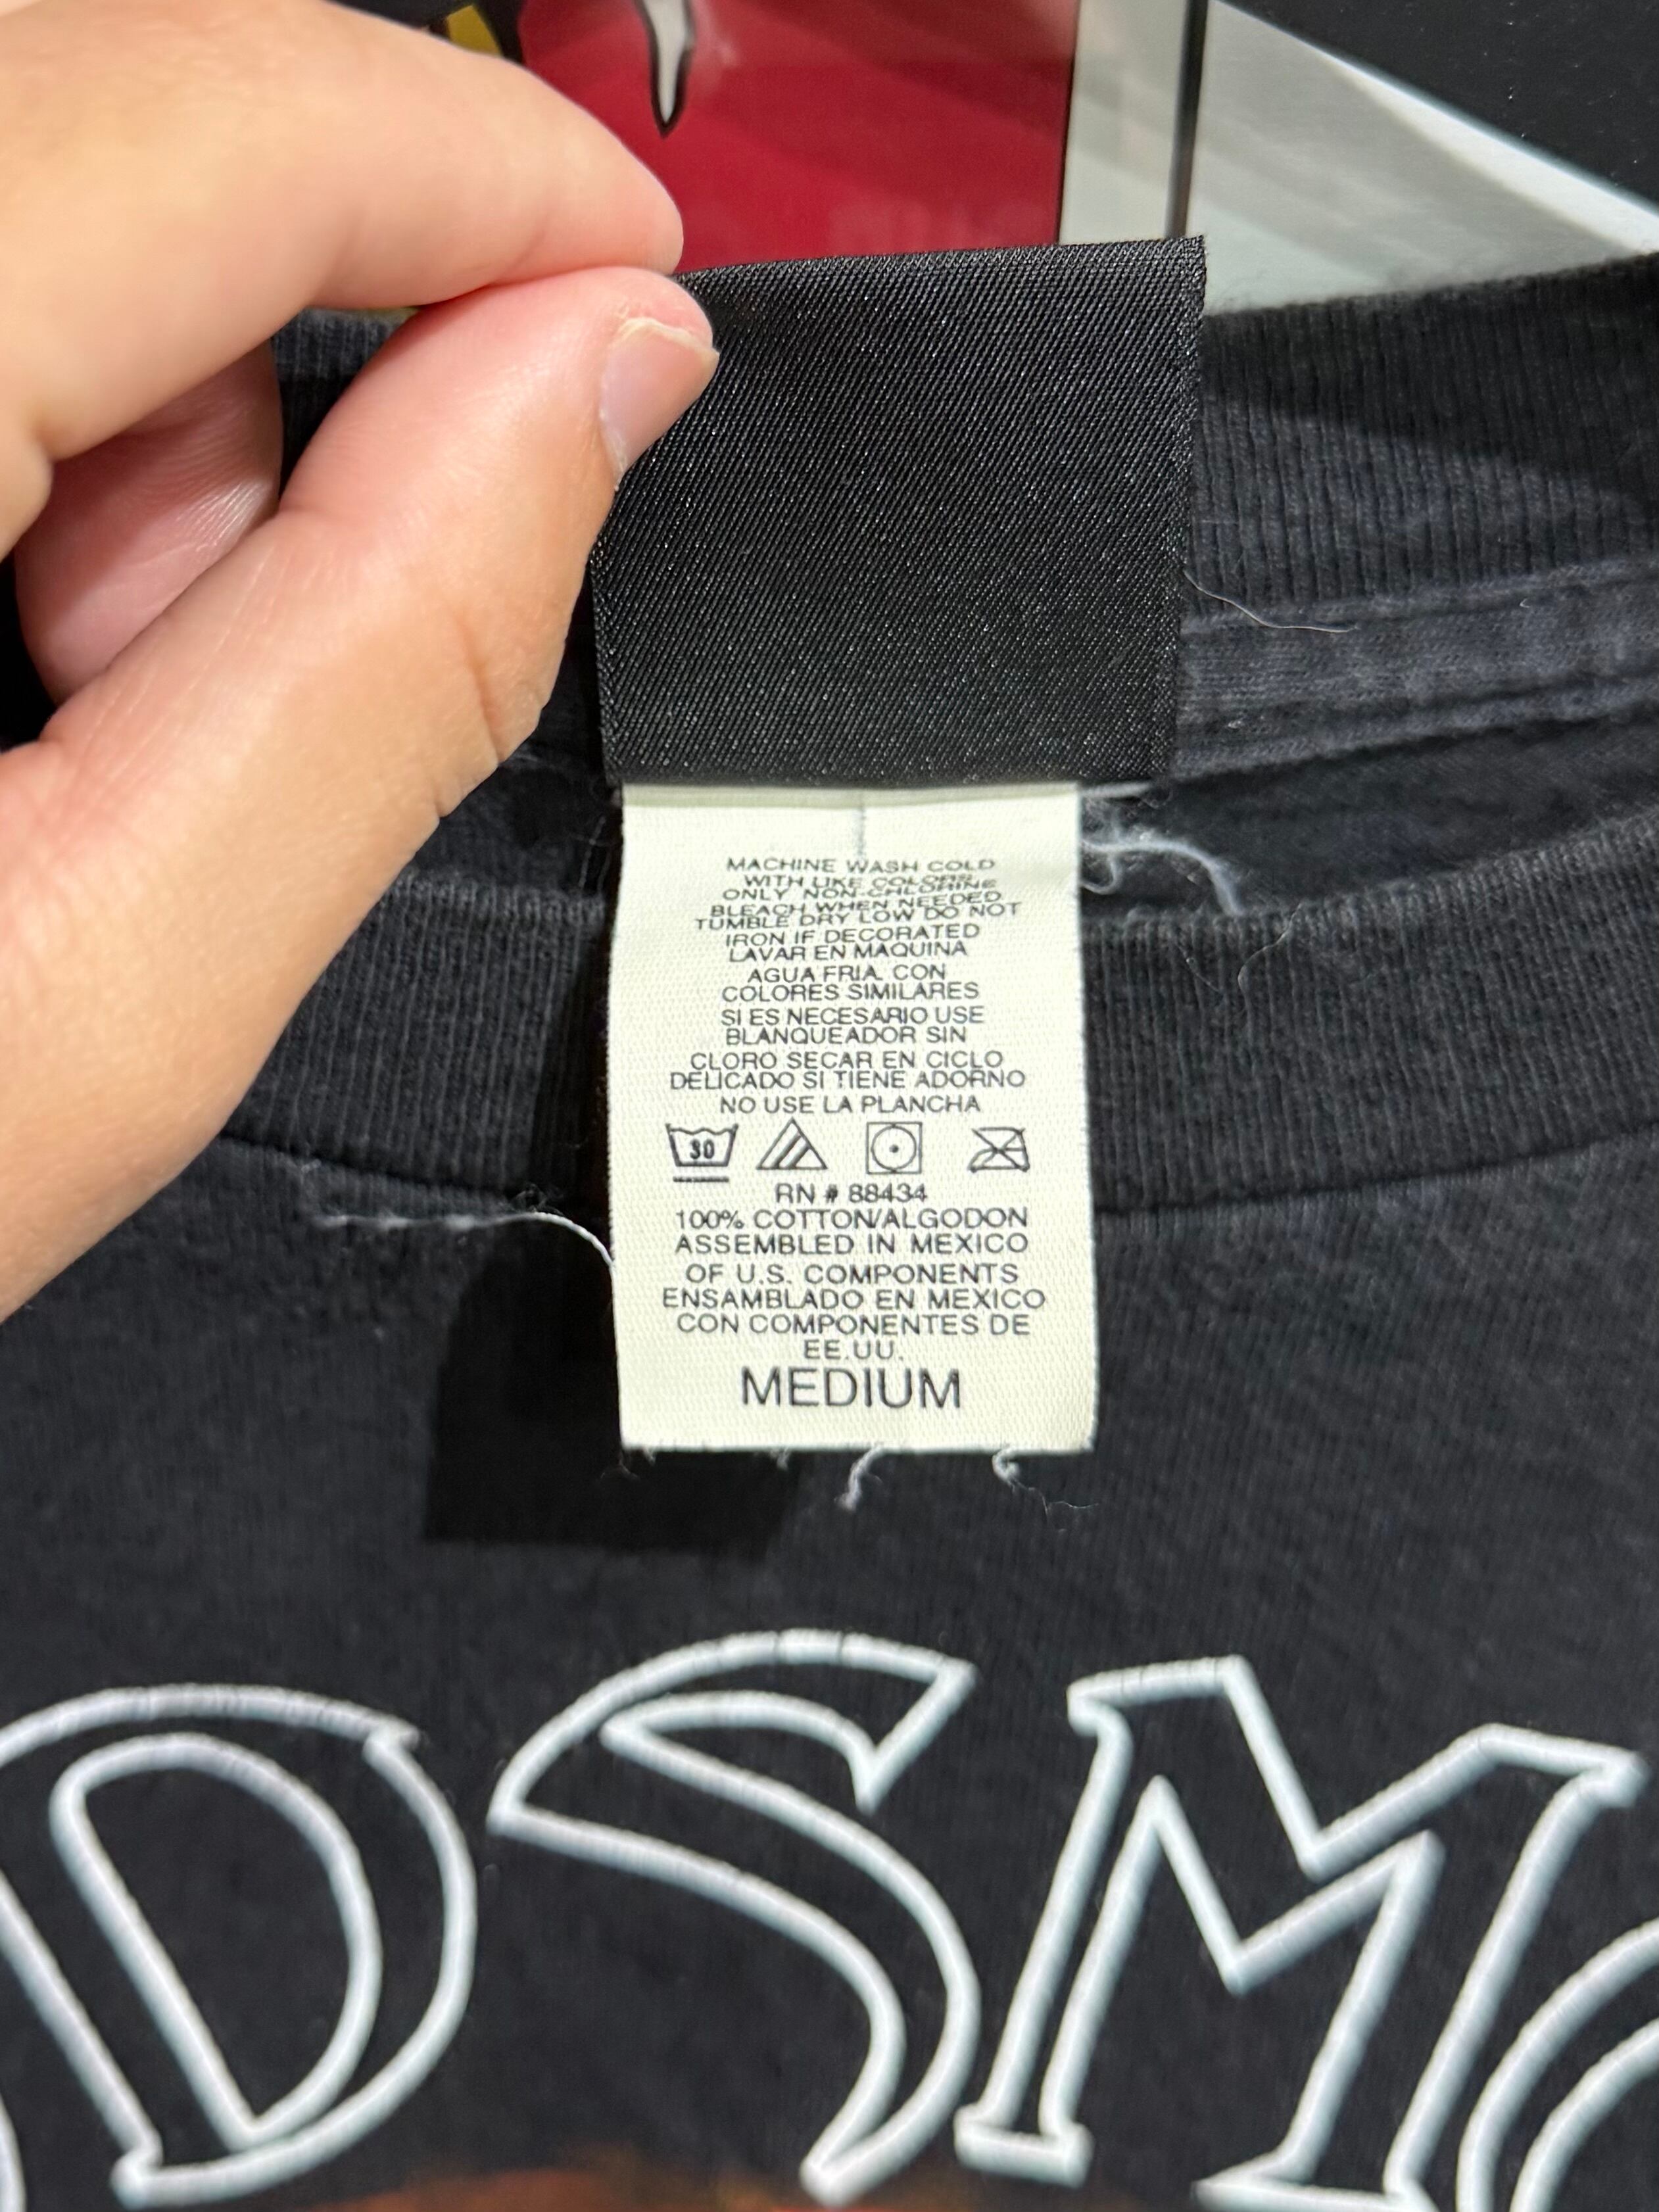 MACHINE WASH COLD
WITH LIKE COLORS
ONLY NON-CHLORINE
BLEACH WHEN NEEDED
TUMBLE DRY LOW DO NOT
IRON IF DECORATED
LAVAR EN MAQUINA
AGUA FRIA CON
COLORES SIMILARES
SI ES NECESARIO USE
BLANQUEADOR SIN
CLORO SECAR EN CICLO
DELICADO SI TIENE ADORNO
NO USE LA PLANCHA
30
RN # 88434
100% COTTON/ALGODON
ASSEMBLED IN MEXICO
OF U.S. COMPONENTS
ENSAMBLADO EN MEXICO
CON COMPONENTES DE
EE.UU.
MEDIUM
DSM